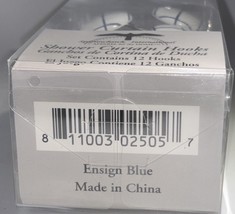 Shower Curtain Hooks
Ganchos de Cortina de Ducha
Set Contains 12 Hooks
El Juego Contiene 12 Ganchos
8 11003 02505 7
Ensign Blue
Made in China